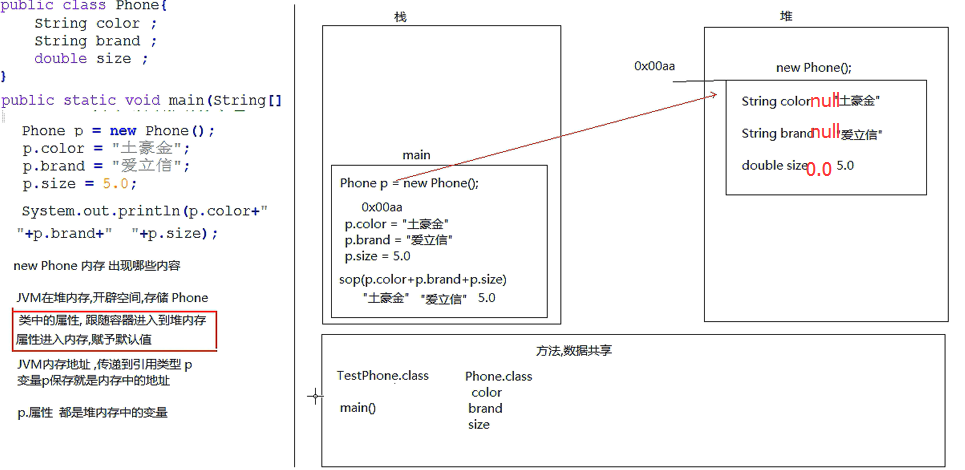 public class Phone{
String color ;
String brand ;
double size ;
}
public static void main(String[]
Phone p = new Phone();
p.color = "土豪金";
p.brand = "爱立信";
p.size = 5.0;
System.out.println(p.color+"
"+p.brand+" "+p.size);
new Phone 内存 出现哪些内容
JVM在堆内存,开辟空间,存储 Phone
类中的属性, 跟随容器进入到堆内存
属性进入内存,赋予默认值
JVM内存地址 ,传递到引用类型 p
变量p保存就是内存中的地址
p.属性 都是堆内存中的变量
栈
main
Phone p = new Phone();
0x00aa
p.color = "土豪金"
p.brand = "爱立信"
p.size = 5.0
sop(p.color+p.brand+p.size)
"土豪金" "爱立信" 5.0
堆
0x00aa
new Phone();
String color null "土豪金"
String brand null "爱立信"
double size 0.0 5.0
方法,数据共享
TestPhone.class
main()
Phone.class
color
brand
size